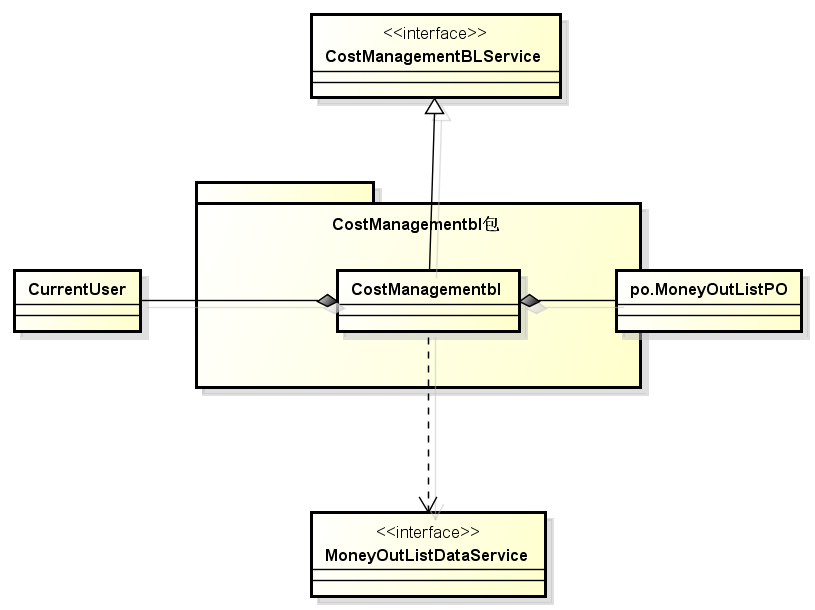 <<interface>>
CostManagementBLService
CostManagementbl包
CurrentUser
CostManagementbl
po.MoneyOutListPO
<<interface>>
MoneyOutListDataService